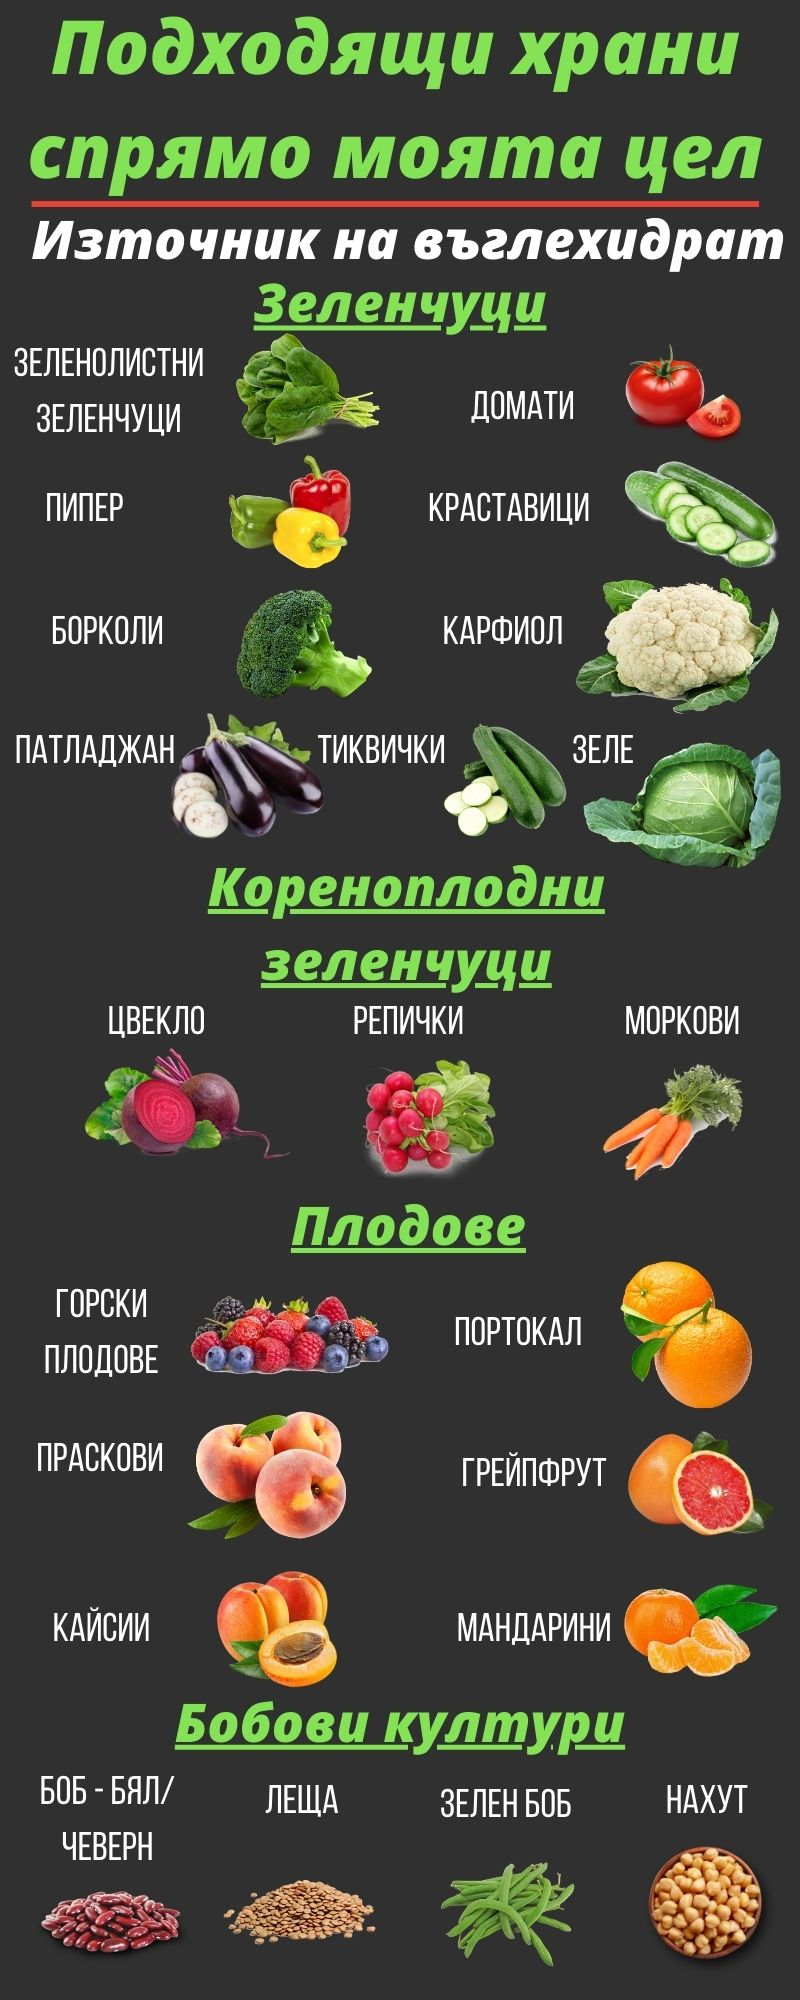 Подходящи храни
спрямо моята цел
Източник на въглехидрат
Зеленчуци
ЗЕЛЕНОЛИСТНИ
ЗЕЛЕНЧУЦИ
ДОМАТИ
ПИПЕР
КРАСТАВИЦИ
БОРКОЛИ
КАРФИОЛ
ПАТЛАДЖАН
ТИКВИЧКИ
ЗЕЛЕ
Кореноплодни
зеленчуци
ЦВЕКЛО
РЕПИЧКИ
МОРКОВИ
Плодове
ГОРСКИ
ПЛОДОВЕ
ПОРТОКАЛ
ПРАСКОВИ
ГРЕЙПФРУТ
КАЙСИИ
МАНДАРИНИ
Бобови култури
БОБ - БЯЛ/
ЧЕВЕРН
ЛЕЩА
ЗЕЛЕН БОБ
НАХУТ